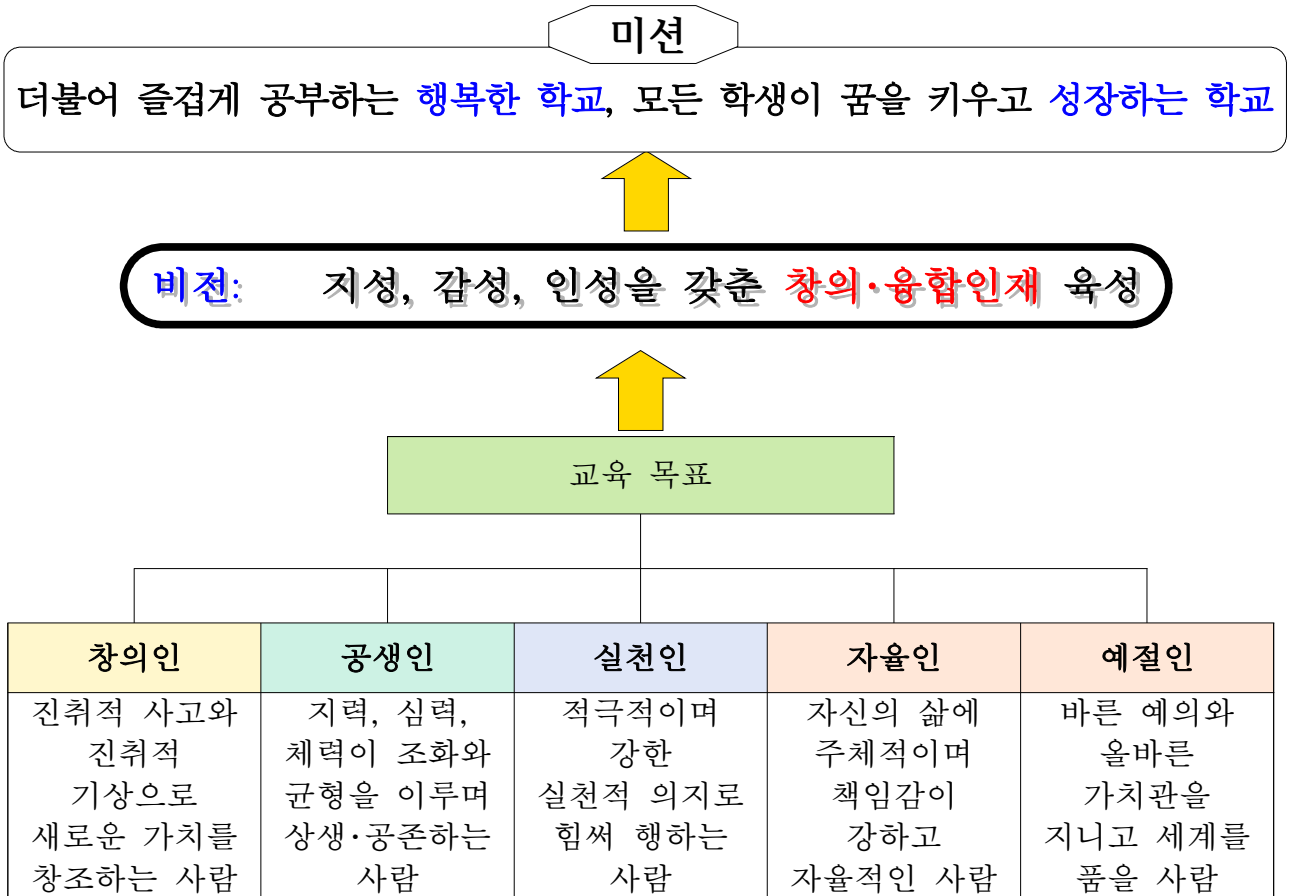 미션
더불어 즐겁게 공부하는 행복한 학교, 모든 학생이 꿈을 키우고 성장하는 학교
비전: 지성, 감성, 인성을 갖춘 창의·융합인재 육성
교육 목표
창의인
진취적 사고와
진취적
기상으로
새로운 가치를
창조하는 사람
공생인
지력, 심력,
체력이 조화와
균형을 이루며
상생·공존하는
사람
실천인
적극적이며
강한
실천적 의지로
힘써 행하는
사람
자율인
자신의 삶에
주체적이며
책임감이
강하고
자율적인 사람
예절인
바른 예의와
올바른
가치관을
지니고 세계를
품을 사람